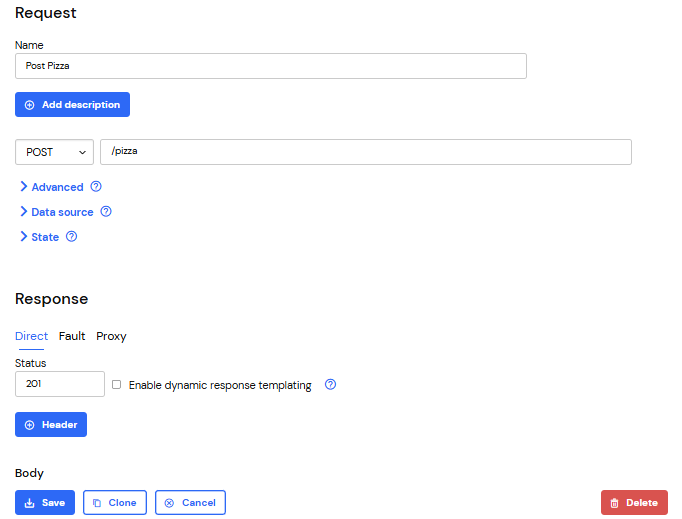 Request
Name
Post Pizza
Add description
POST /pizza
Advanced ?
Data source ?
State ?
Response
Direct Fault Proxy
Status
201 Enable dynamic response templating ?
Header
Body
Save Clone Cancel Delete